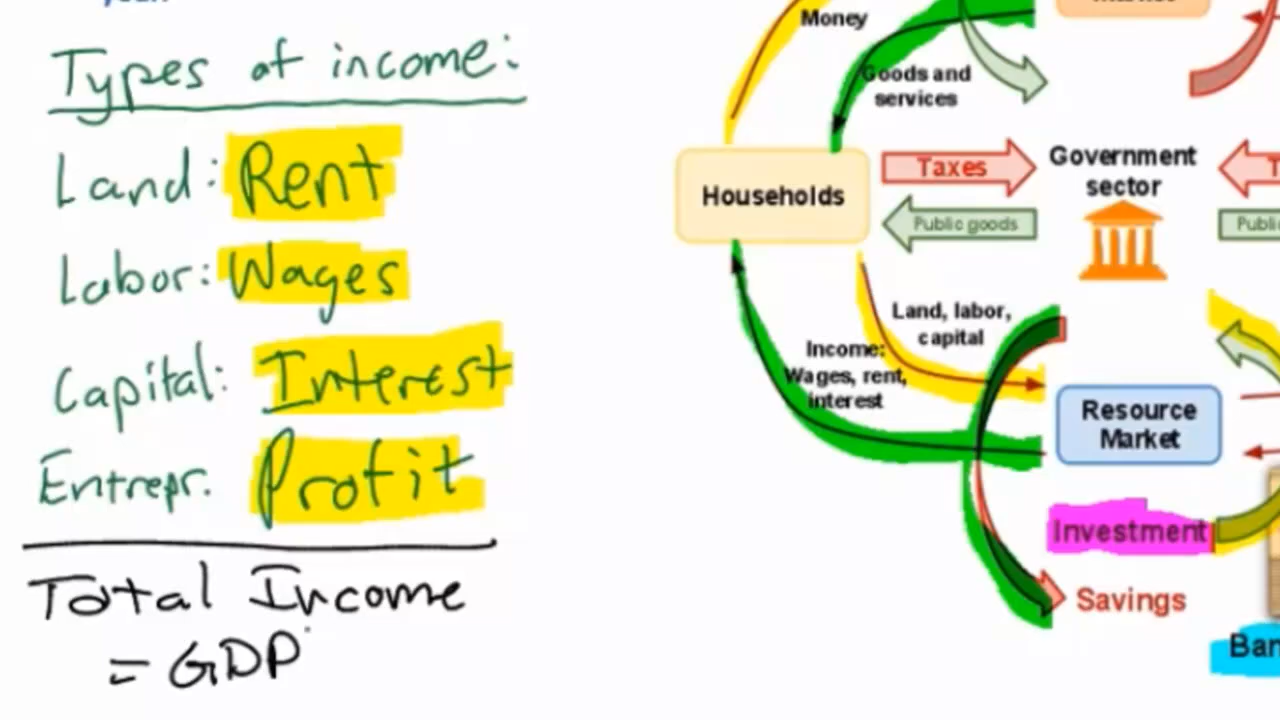 Types of income:
Land: Rent
Labor: Wages
Capital: Interest
Entrepr. Profit
Total Income
= GDP
Money
Goods and
services
Households
Taxes
Public goods
Government
sector
Land, labor,
capital
Income:
Wages, rent,
interest
Resource
Market
Investment
Savings